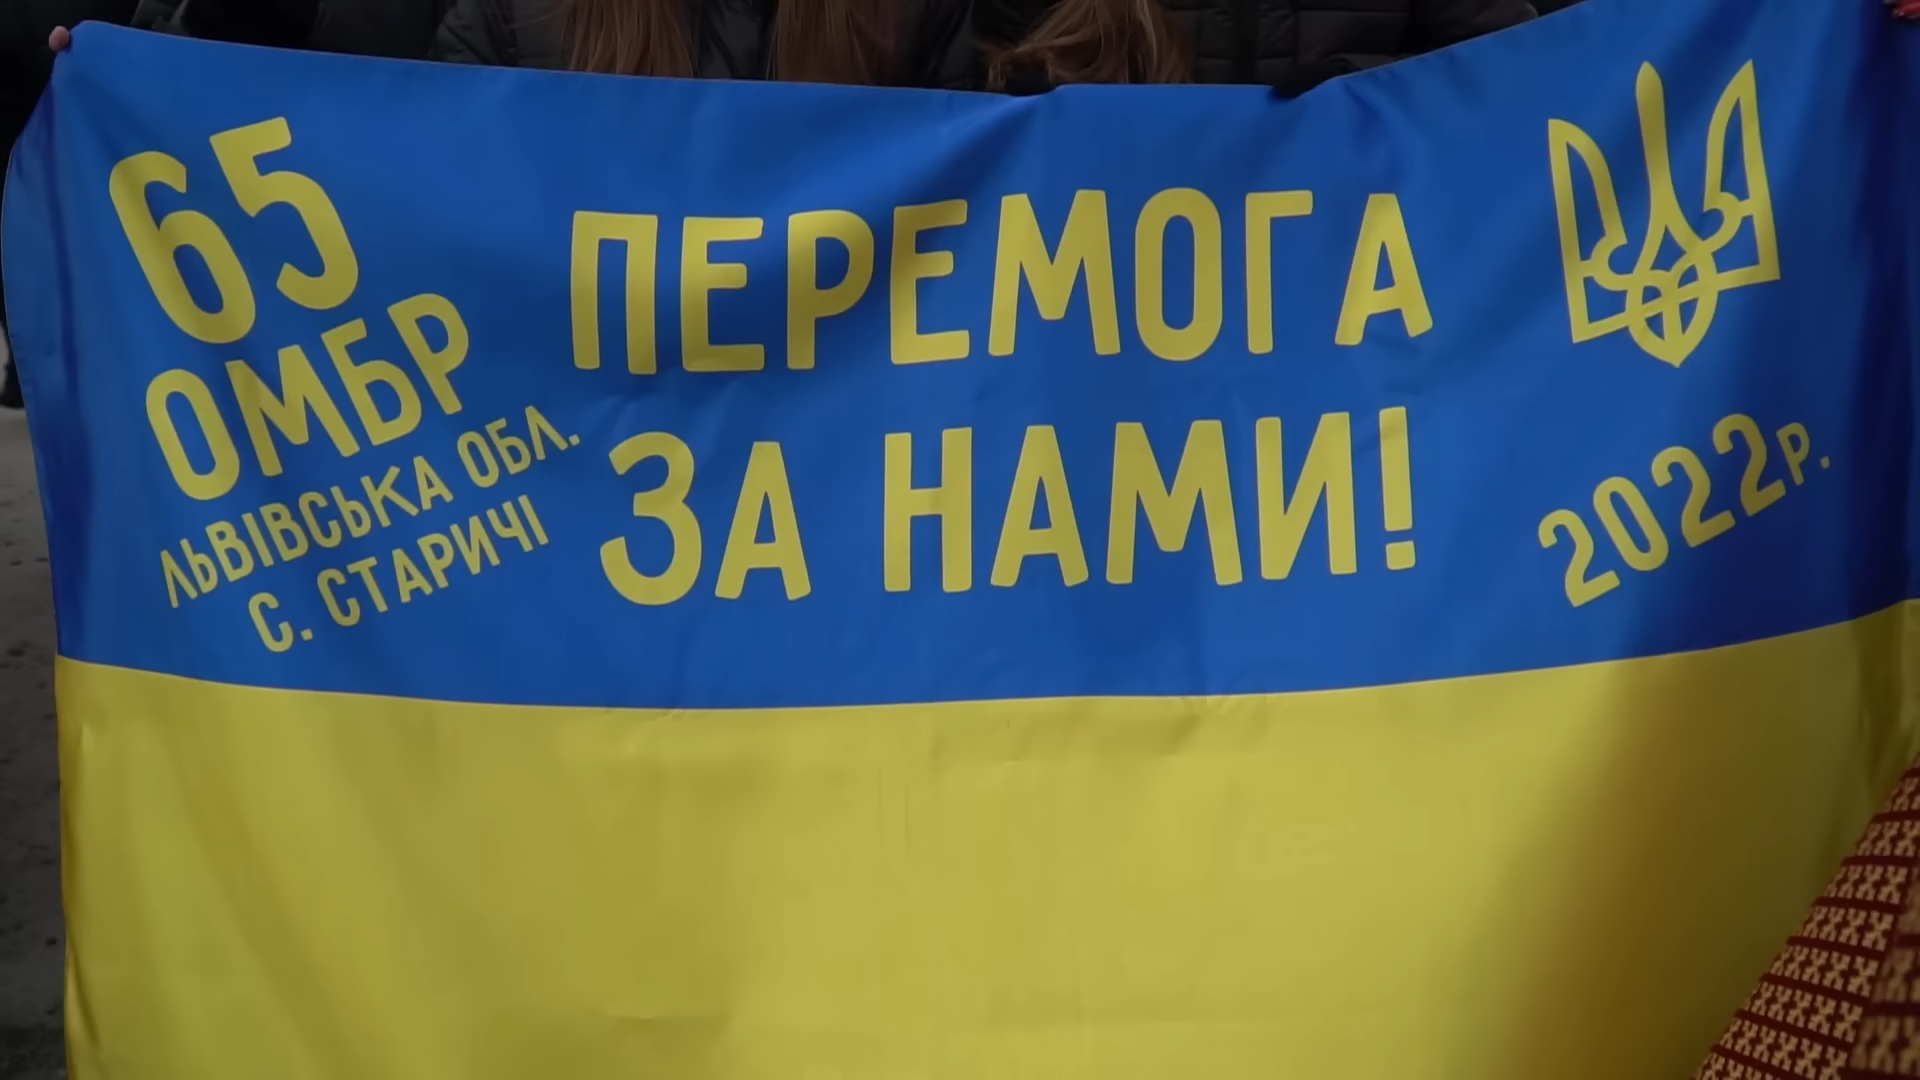 65
ОМБР
ЛЬВІВСЬКА ОБЛ.
С. СТАРИЧІ
ПЕРЕМОГА
ЗА НАМИ!
2022р.